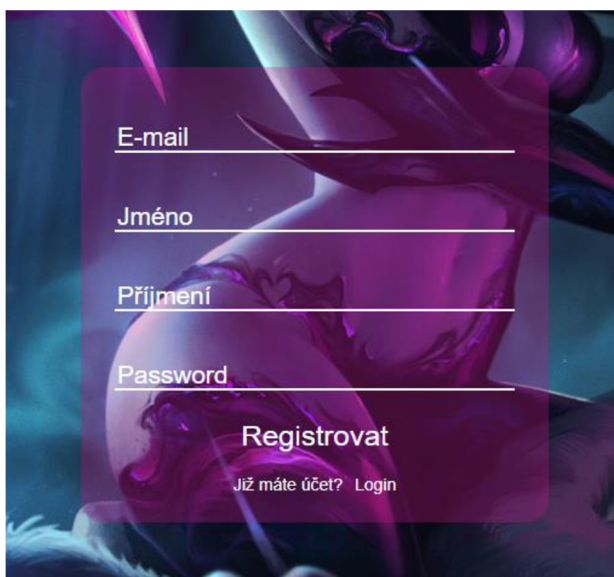 E-mail
Jméno
Příjmení
Password
Registrovat
Již máte účet? Login